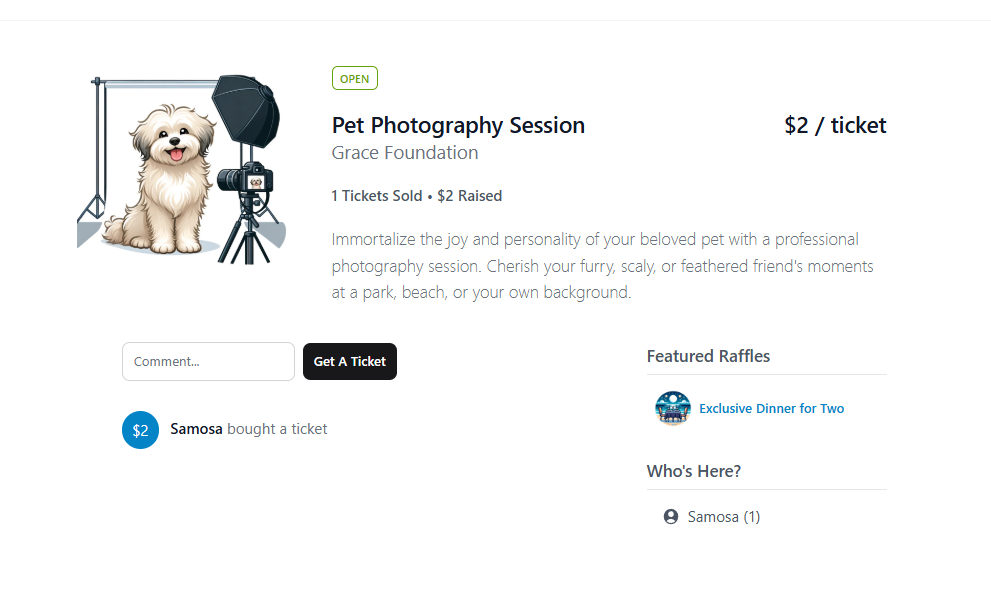 OPEN
Pet Photography Session
$2 / ticket
Grace Foundation
1 Tickets Sold • $2 Raised
Immortalize the joy and personality of your beloved pet with a professional
photography session. Cherish your furry, scaly, or feathered friend's moments
at a park, beach, or your own background.
Comment...
Get A Ticket
$2
Samosa bought a ticket
Featured Raffles
Exclusive Dinner for Two
Who's Here?
Samosa (1)